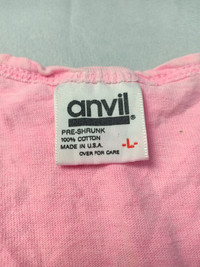 anvil®
PRE-SHRUNK
100% COTTON
MADE IN U.S.A. -L-
OVER FOR CARE